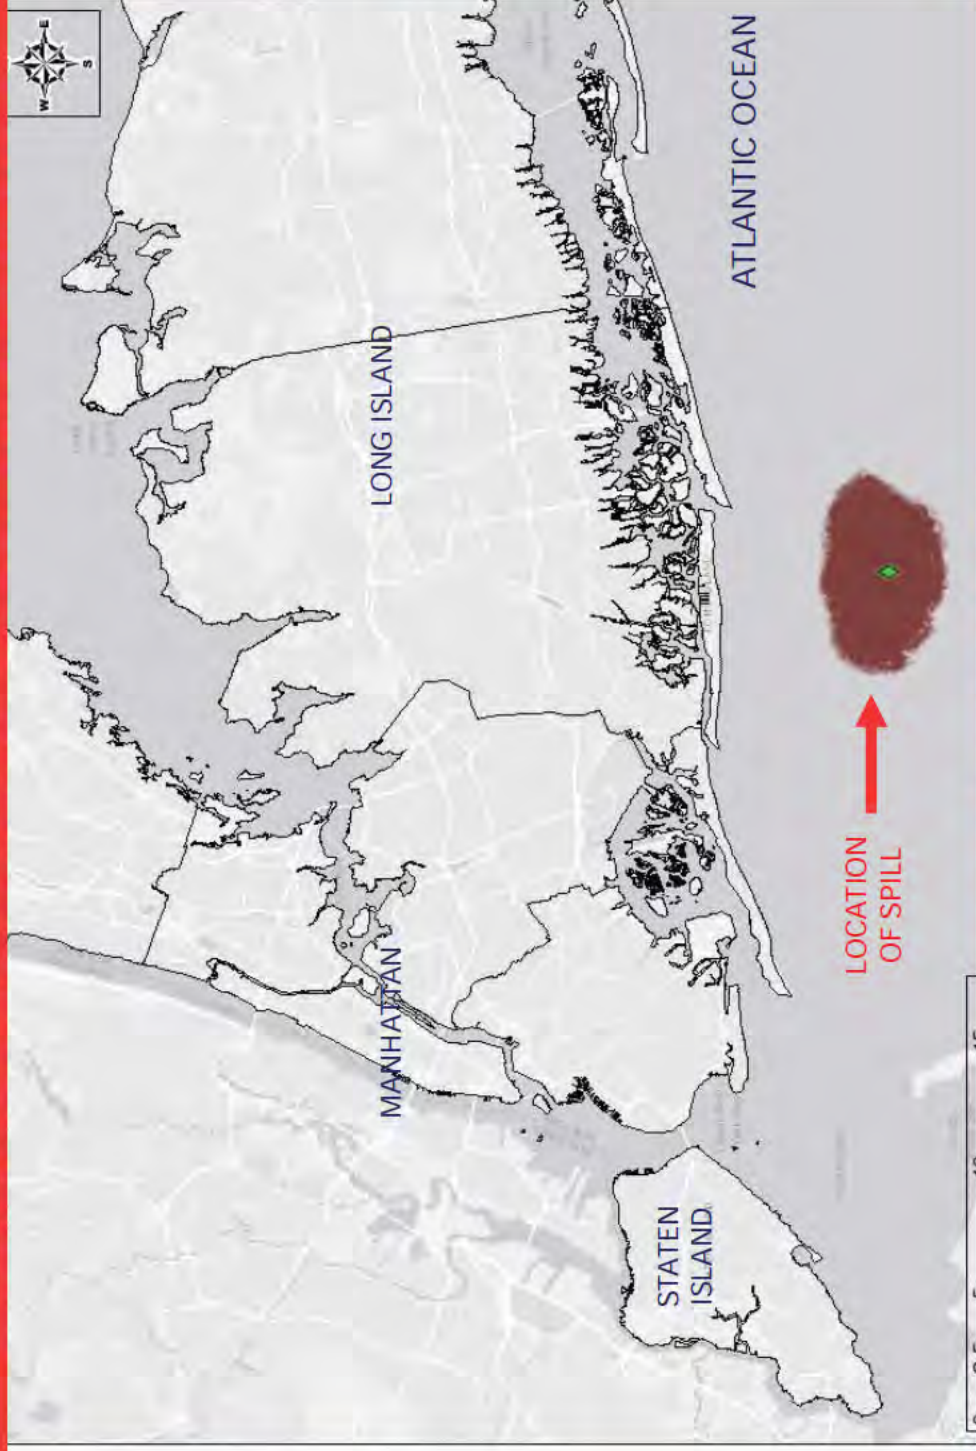 W
E
S
ATLANTIC OCEAN
LONG ISLAND
MANHATTAN
STATEN
ISLAND
LOCATION
OF SPILL